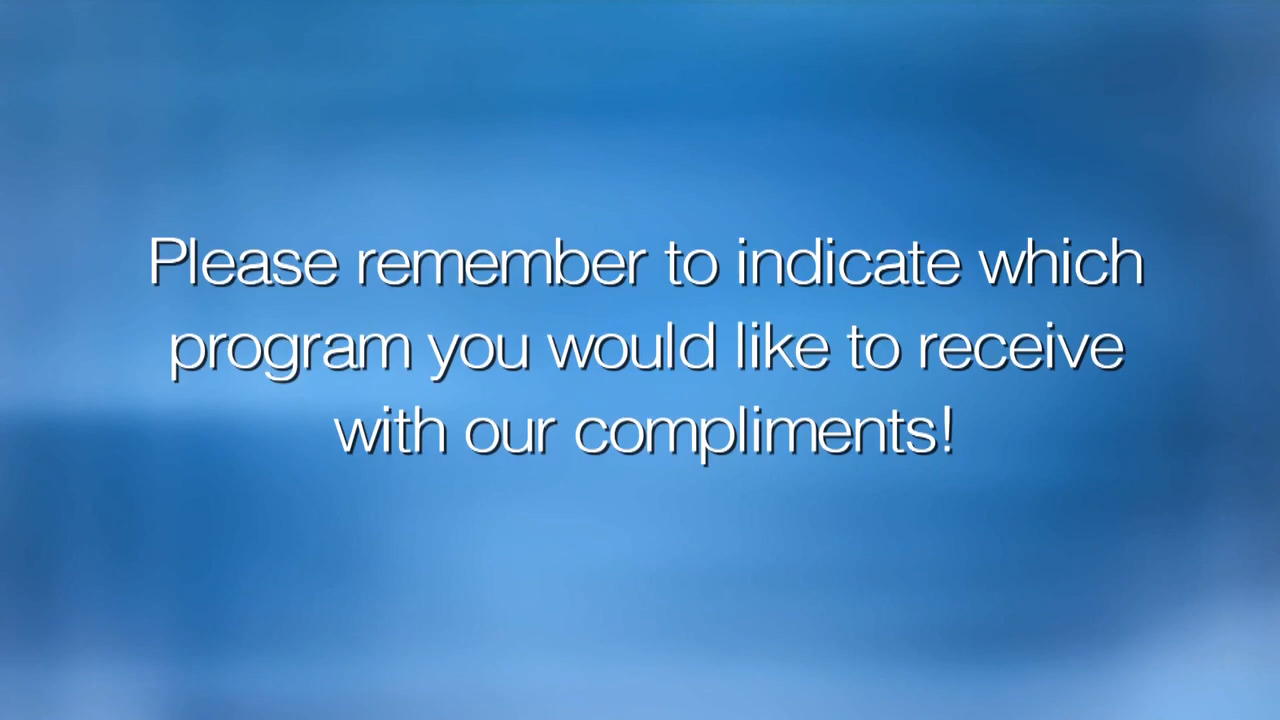 Please remember to indicate which
program you would like to receive
with our compliments!